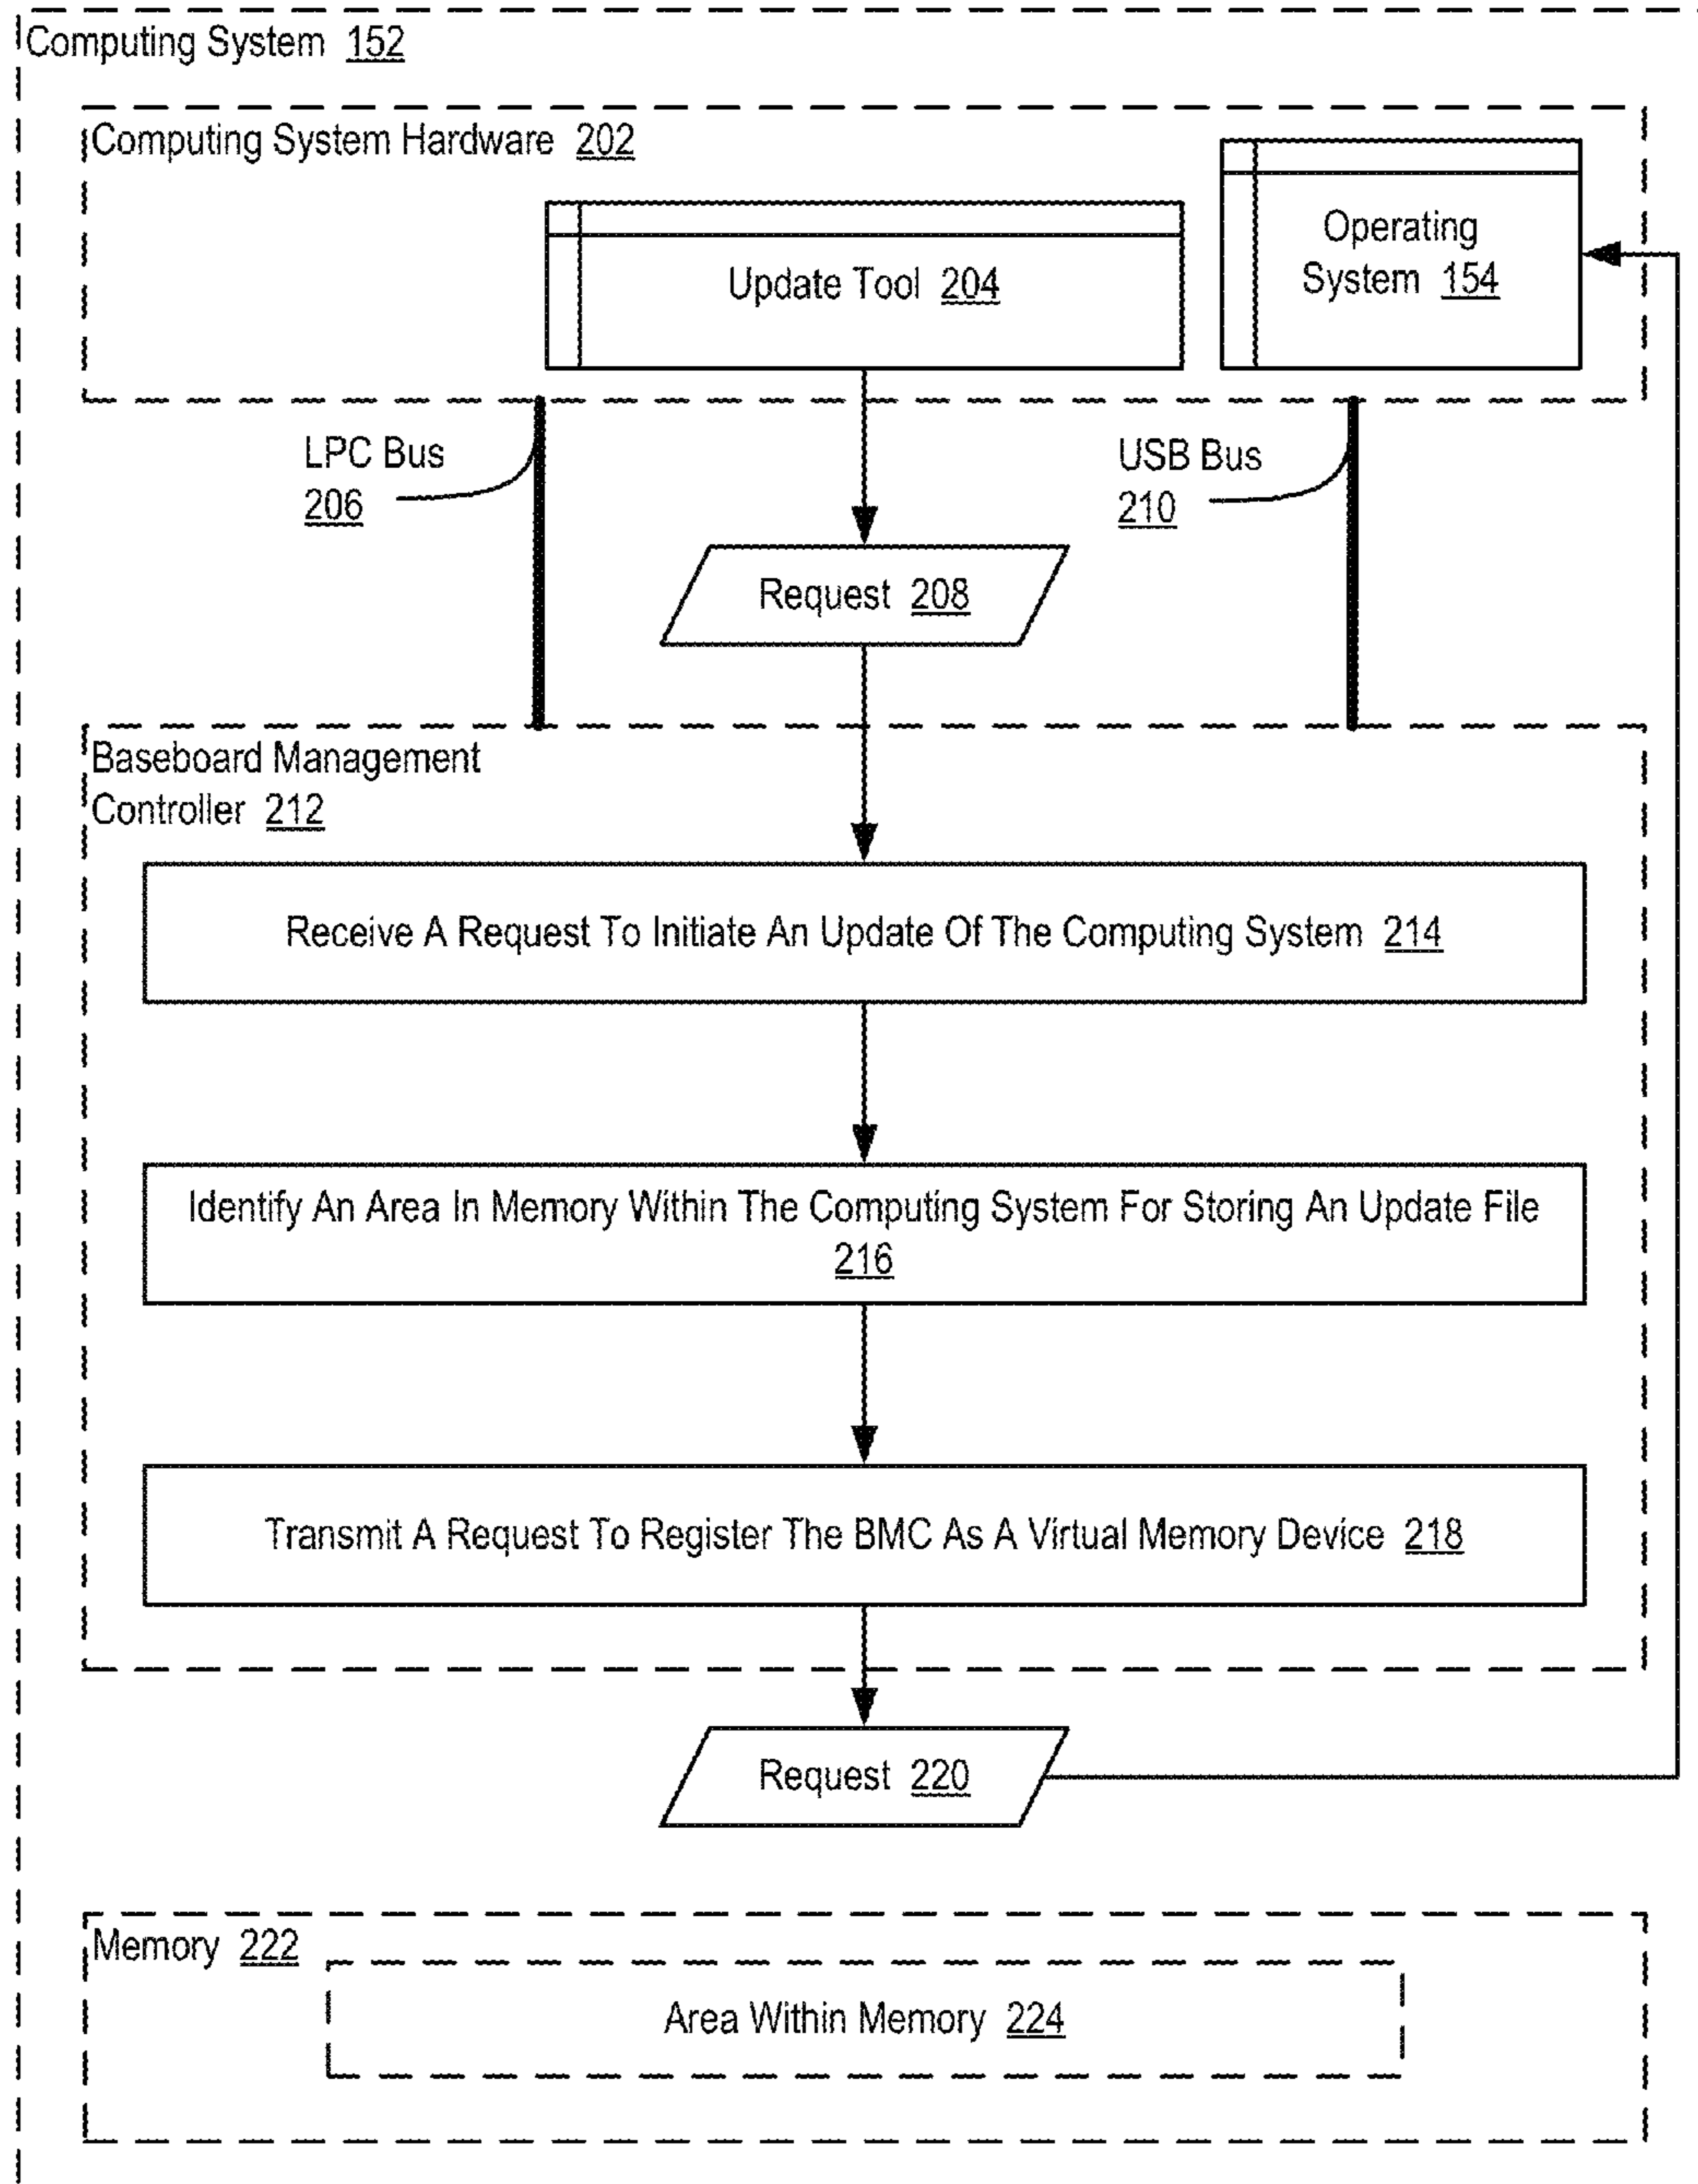 Computing System 152
Computing System Hardware 202
Update Tool 204
Operating
System 154
LPC Bus
206
USB Bus
210
Request 208
Baseboard Management
Controller 212
Receive A Request To Initiate An Update Of The Computing System 214
Identify An Area In Memory Within The Computing System For Storing An Update File
216
Transmit A Request To Register The BMC As A Virtual Memory Device 218
Request 220
Memory 222
Area Within Memory 224